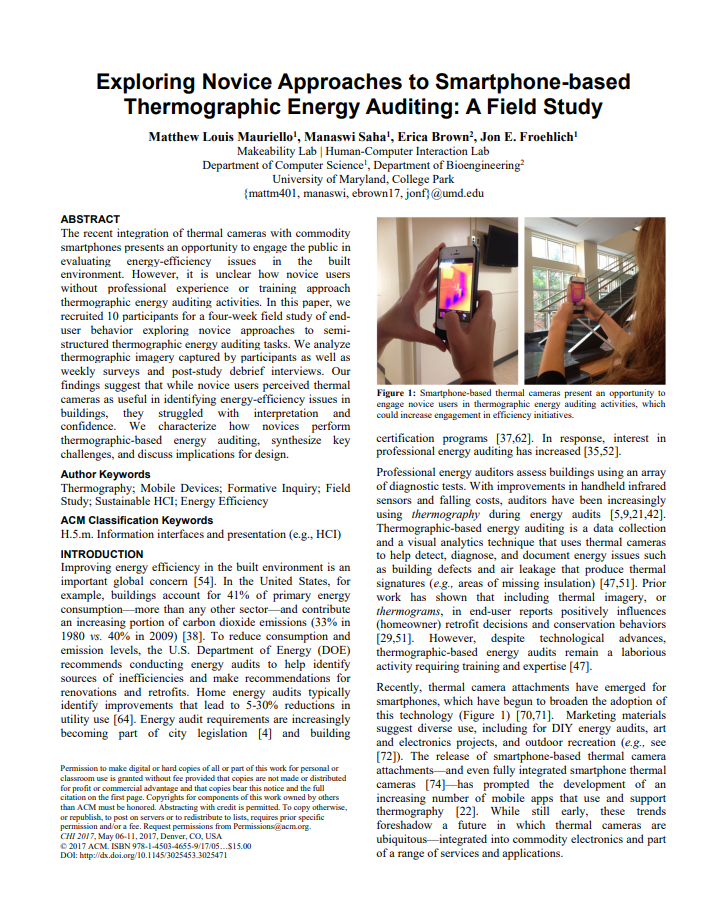 Exploring Novice Approaches to Smartphone-based
Thermographic Energy Auditing: A Field Study
Matthew Louis Mauriello1, Manaswi Saha1, Erica Brown2, Jon E. Froehlich1
Makeability Lab | Human-Computer Interaction Lab
Department of Computer Science1, Department of Bioengineering2
University of Maryland, College Park
{mattm401, manaswi, ebrown17, jonf}@umd.edu
ABSTRACT
The recent integration of thermal cameras with commodity
smartphones presents an opportunity to engage the public in
evaluating energy-efficiency issues in the built
environment. However, it is unclear how novice users
without professional experience or training approach
thermographic energy auditing activities. In this paper, we
recruited 10 participants for a four-week field study of end-
user behavior exploring novice approaches to semi-
structured thermographic energy auditing tasks. We analyze
thermographic imagery captured by participants as well as
weekly surveys and post-study debrief interviews. Our
findings suggest that while novice users perceived thermal
cameras as useful in identifying energy-efficiency issues in
buildings, they struggled with interpretation and
confidence. We characterize how novices perform
thermographic-based energy auditing, synthesize key
challenges, and discuss implications for design.
Author Keywords
Thermography; Mobile Devices; Formative Inquiry; Field
Study; Sustainable HCI; Energy Efficiency
ACM Classification Keywords
H.5.m. Information interfaces and presentation (e.g., HCI)
INTRODUCTION
Improving energy efficiency in the built environment is an
important global concern [54]. In the United States, for
example, buildings account for 41% of primary energy
consumption—more than any other sector—and contribute
an increasing portion of carbon dioxide emissions (33% in
1980 vs. 40% in 2009) [38]. To reduce consumption and
emission levels, the U.S. Department of Energy (DOE)
recommends conducting energy audits to help identify
sources of inefficiencies and make recommendations for
renovations and retrofits. Home energy audits typically
identify improvements that lead to 5-30% reductions in
utility use [64]. Energy audit requirements are increasingly
becoming part of city legislation [4] and building
Permission to make digital or hard copies of all or part of this work for personal or
classroom use is granted without fee provided that copies are not made or distributed
for profit or commercial advantage and that copies bear this notice and the full
citation on the first page. Copyrights for components of this work owned by others
than ACM must be honored. Abstracting with credit is permitted. To copy otherwise,
or republish, to post on servers or to redistribute to lists, requires prior specific
permission and/or a fee. Request permissions from Permissions@acm.org.
CHI 2017, May 06-11, 2017, Denver, CO, USA
© 2017 ACM. ISBN 978-1-4503-4655-9/17/05…$15.00
DOI: http://dx.doi.org/10.1145/3025453.3025471
Figure 1: Smartphone-based thermal cameras present an opportunity to
engage novice users in thermographic energy auditing activities, which
could increase engagement in efficiency initiatives.
certification programs [37,62]. In response, interest in
professional energy auditing has increased [35,52].
Professional energy auditors assess buildings using an array
of diagnostic tests. With improvements in handheld infrared
sensors and falling costs, auditors have been increasingly
using thermography during energy audits [5,9,21,42].
Thermographic-based energy auditing is a data collection
and a visual analytics technique that uses thermal cameras
to help detect, diagnose, and document energy issues such
as building defects and air leakage that produce thermal
signatures (e.g., areas of missing insulation) [47,51]. Prior
work has shown that including thermal imagery, or
thermograms, in end-user reports positively influences
(homeowner) retrofit decisions and conservation behaviors
[29,51]. However, despite technological advances,
thermographic-based energy audits remain a laborious
activity requiring training and expertise [47].
Recently, thermal camera attachments have emerged for
smartphones, which have begun to broaden the adoption of
this technology (Figure 1) [70,71]. Marketing materials
suggest diverse use, including for DIY energy audits, art
and electronics projects, and outdoor recreation (e.g., see
[72]). The release of smartphone-based thermal camera
attachments—and even fully integrated smartphone thermal
cameras [74]—has prompted the development of an
increasing number of mobile apps that use and support
thermography [22]. While still early, these trends
foreshadow a future in which thermal cameras are
ubiquitous—integrated into commodity electronics and part
of a range of services and applications.